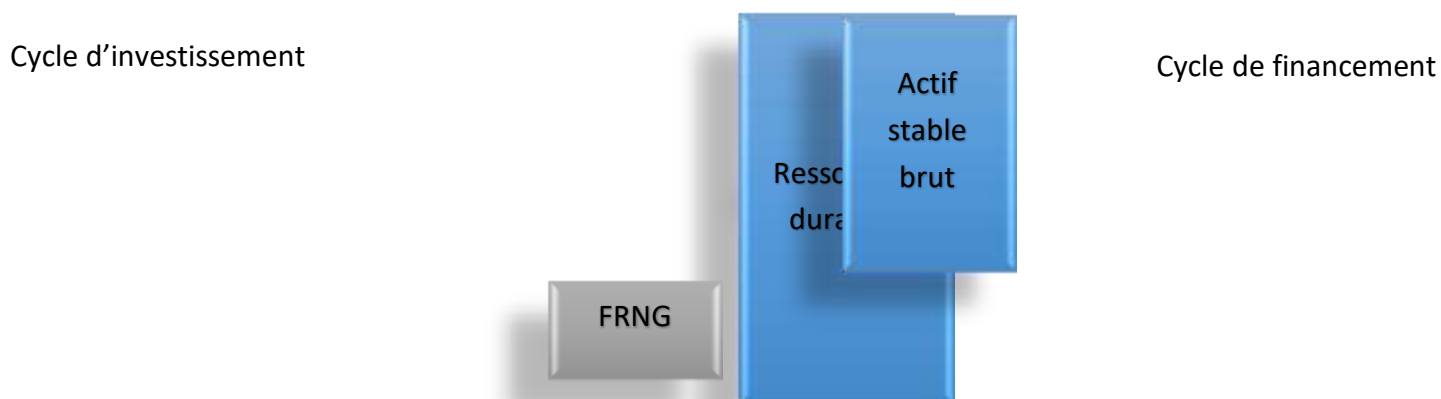 Cycle d’investissement
Cycle de financement
Actif
stable
brut
FRNG